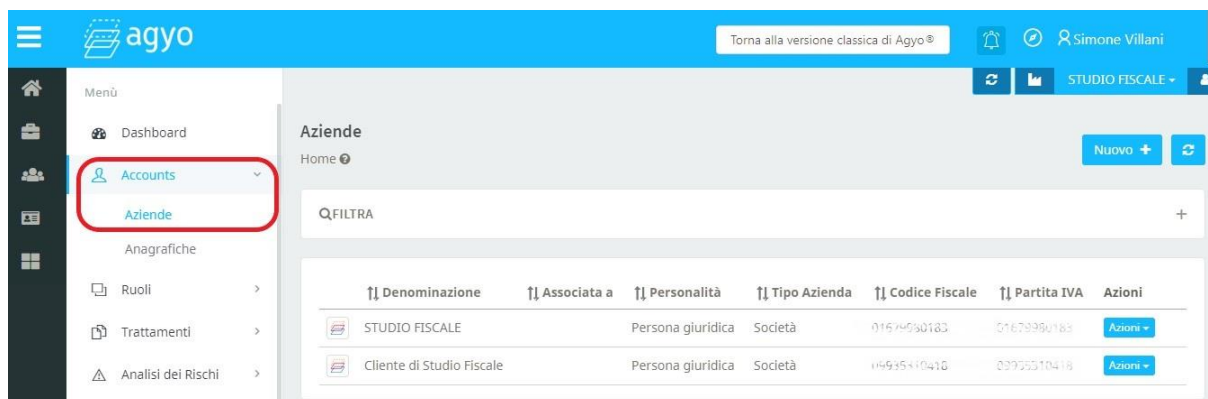 agyo
Torna alla versione classica di Agyo®
Simone Villani
STUDIO FISCALE
Menù
Dashboard
Accounts
Aziende
Anagrafiche
Ruoli
Trattamenti
Analisi dei Rischi
Aziende
Home
Nuovo +
FILTRA +
Denominazione Associata a Personalità Tipo Azienda Codice Fiscale Partita IVA Azioni
STUDIO FISCALE Persona giuridica Società Azioni
Cliente di Studio Fiscale Persona giuridica Società Azioni